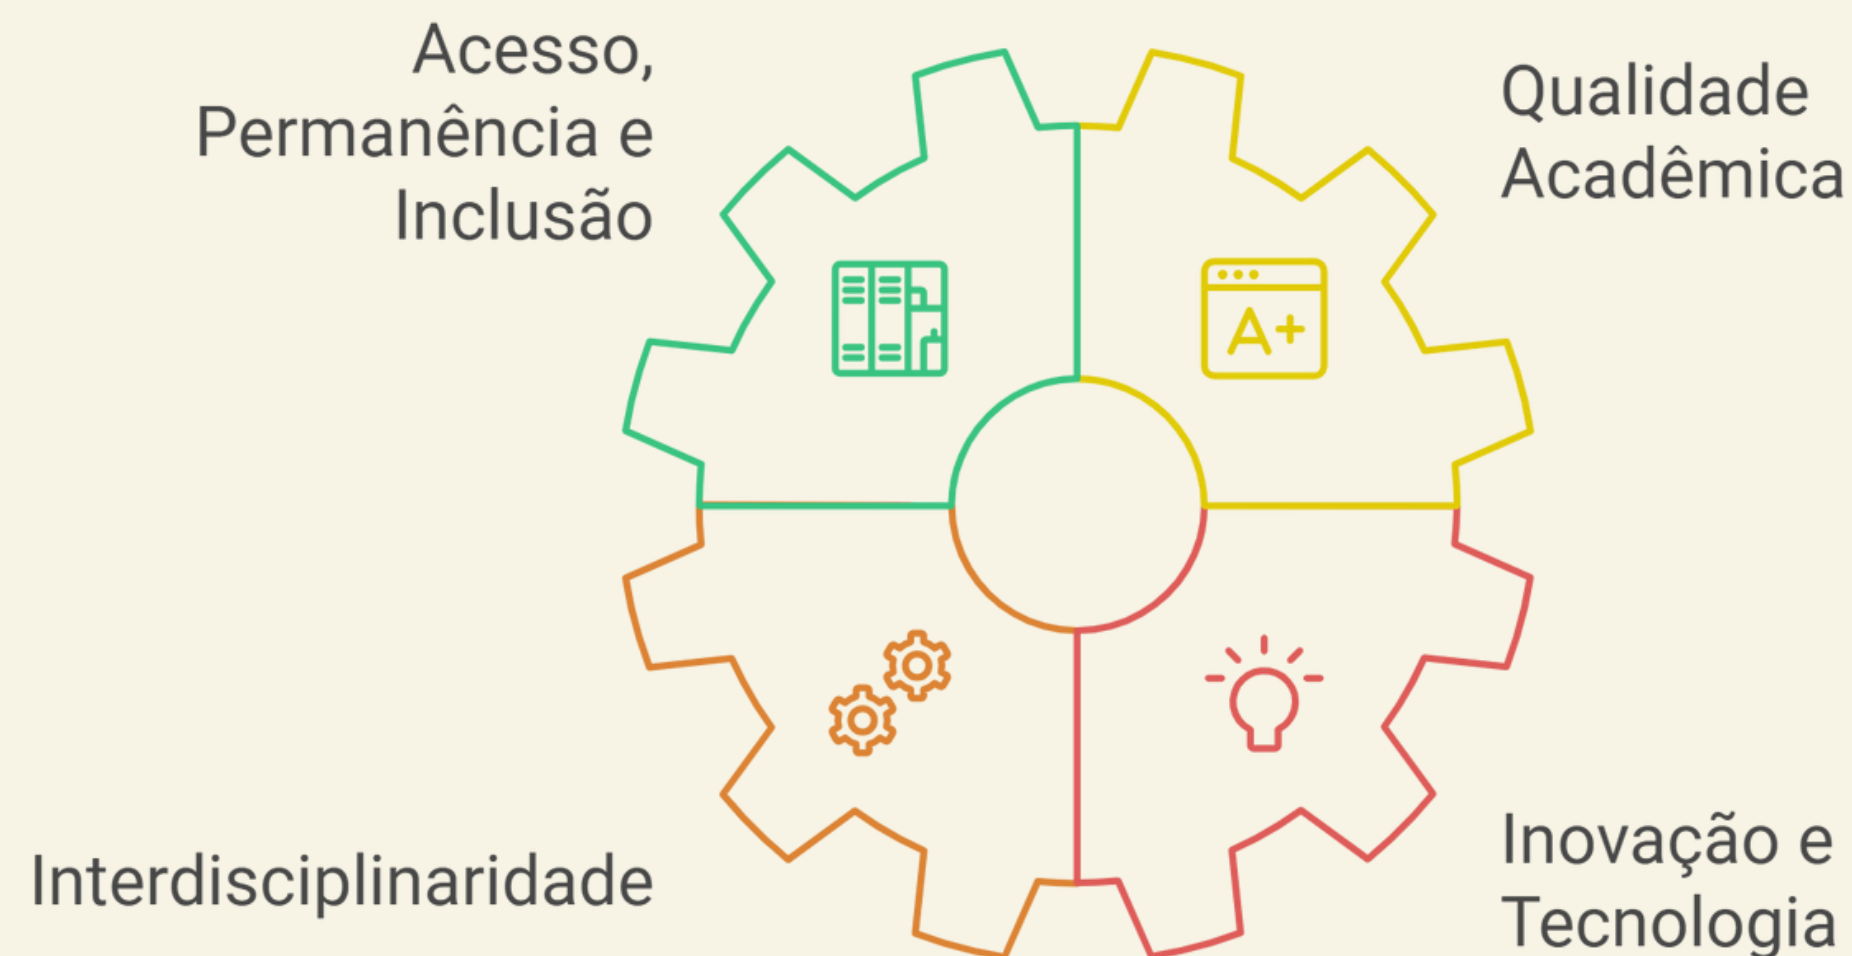 Acesso,
Permanência e
Inclusão
Qualidade
Acadêmica
A+
Interdisciplinaridade
Inovação e
Tecnologia